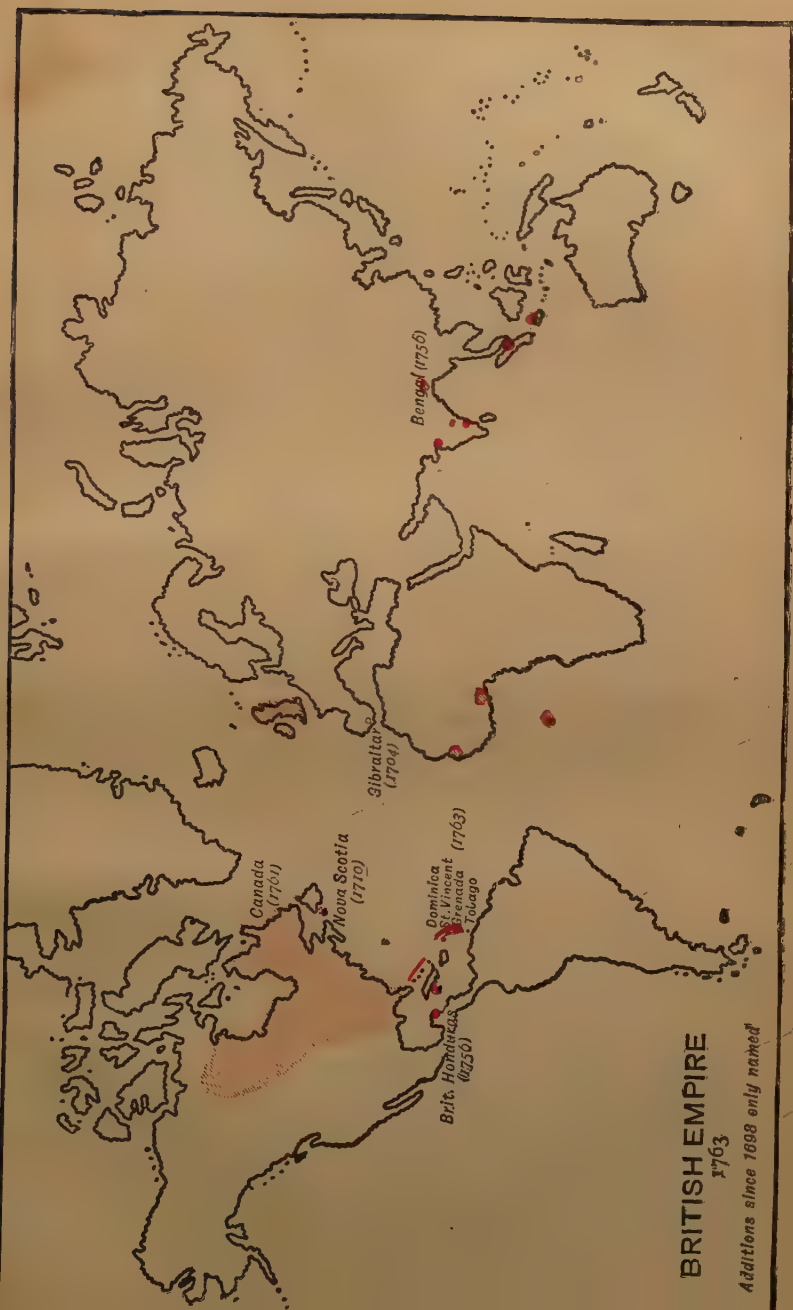 Canada
(1761)
Nova Scotia
(1710)
Gibraltar
(1704)
Bengal (1756)
Dominica
St. Vincent
Grenada (1763)
Tobago
Brit. Honduras
(1756)
BRITISH EMPIRE
1763
Additions since 1698 only named